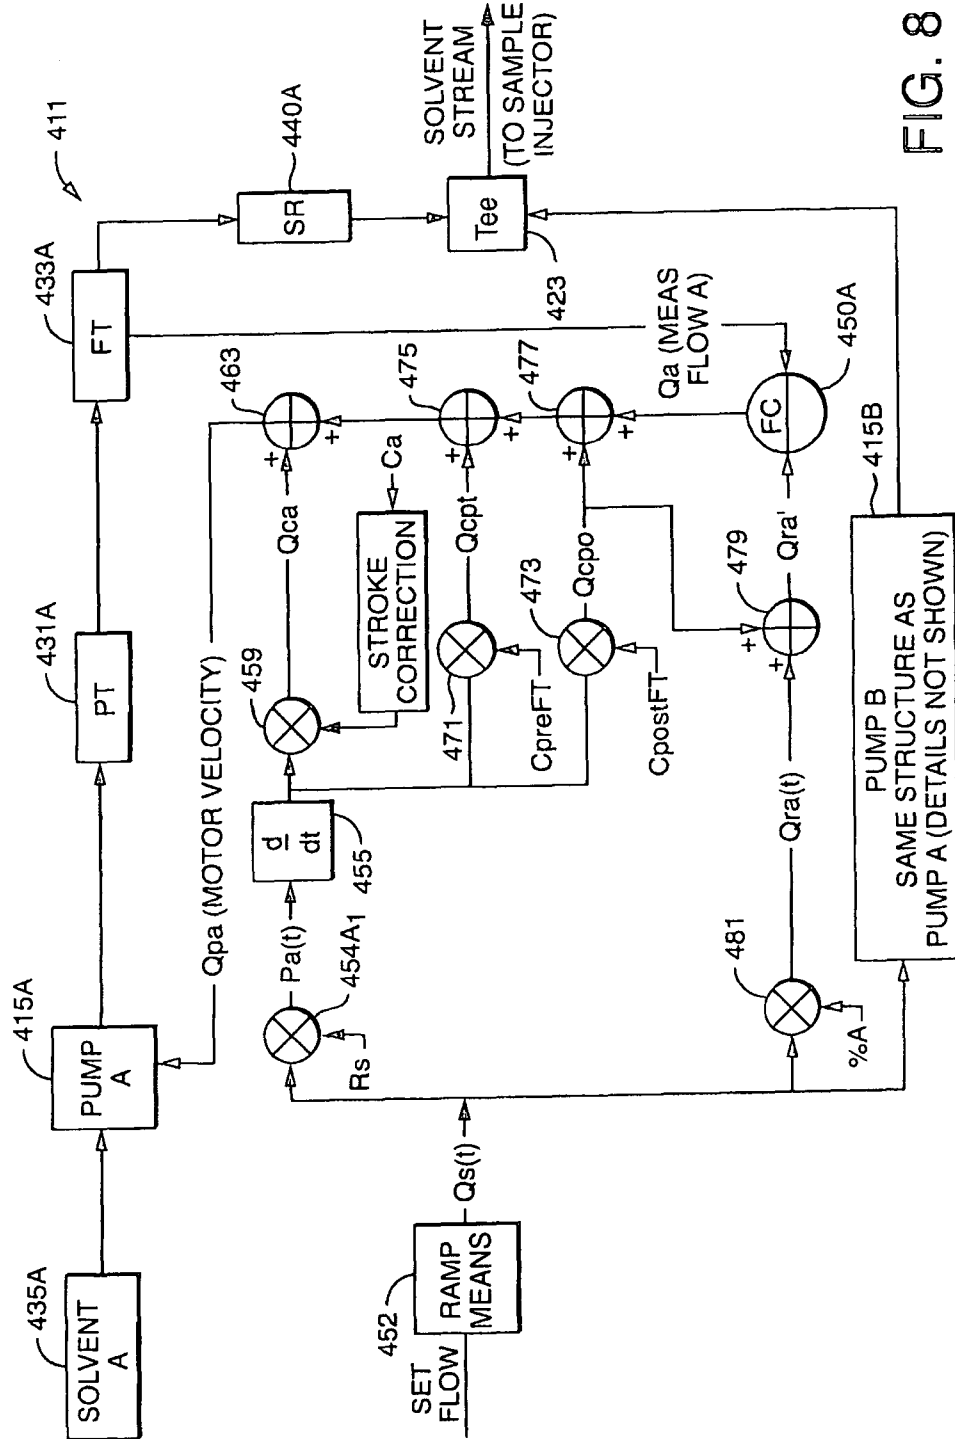 411
435A
SOLVENT
A
415A
PUMP
A
431A
PT
433A
FT
440A
SR
Tee
423
SOLVENT
STREAM
(TO SAMPLE
INJECTOR)
Qpa (MOTOR VELOCITY)
463
+
+
Qca
459
STROKE
CORRECTION
Ca
475
+
+
Qcpt
471
CpreFT
477
+
+
Qcpo
473
CpostFT
Qa (MEAS
FLOW A)
FC
450A
d
dt
455
Pa(t)
454A1
Rs
SET
FLOW
452
RAMP
MEANS
Qs(t)
481
%A
Qra(t)
+
+
479
Qra'
415B
PUMP B
SAME STRUCTURE AS
PUMP A (DETAILS NOT SHOWN)
FIG. 8